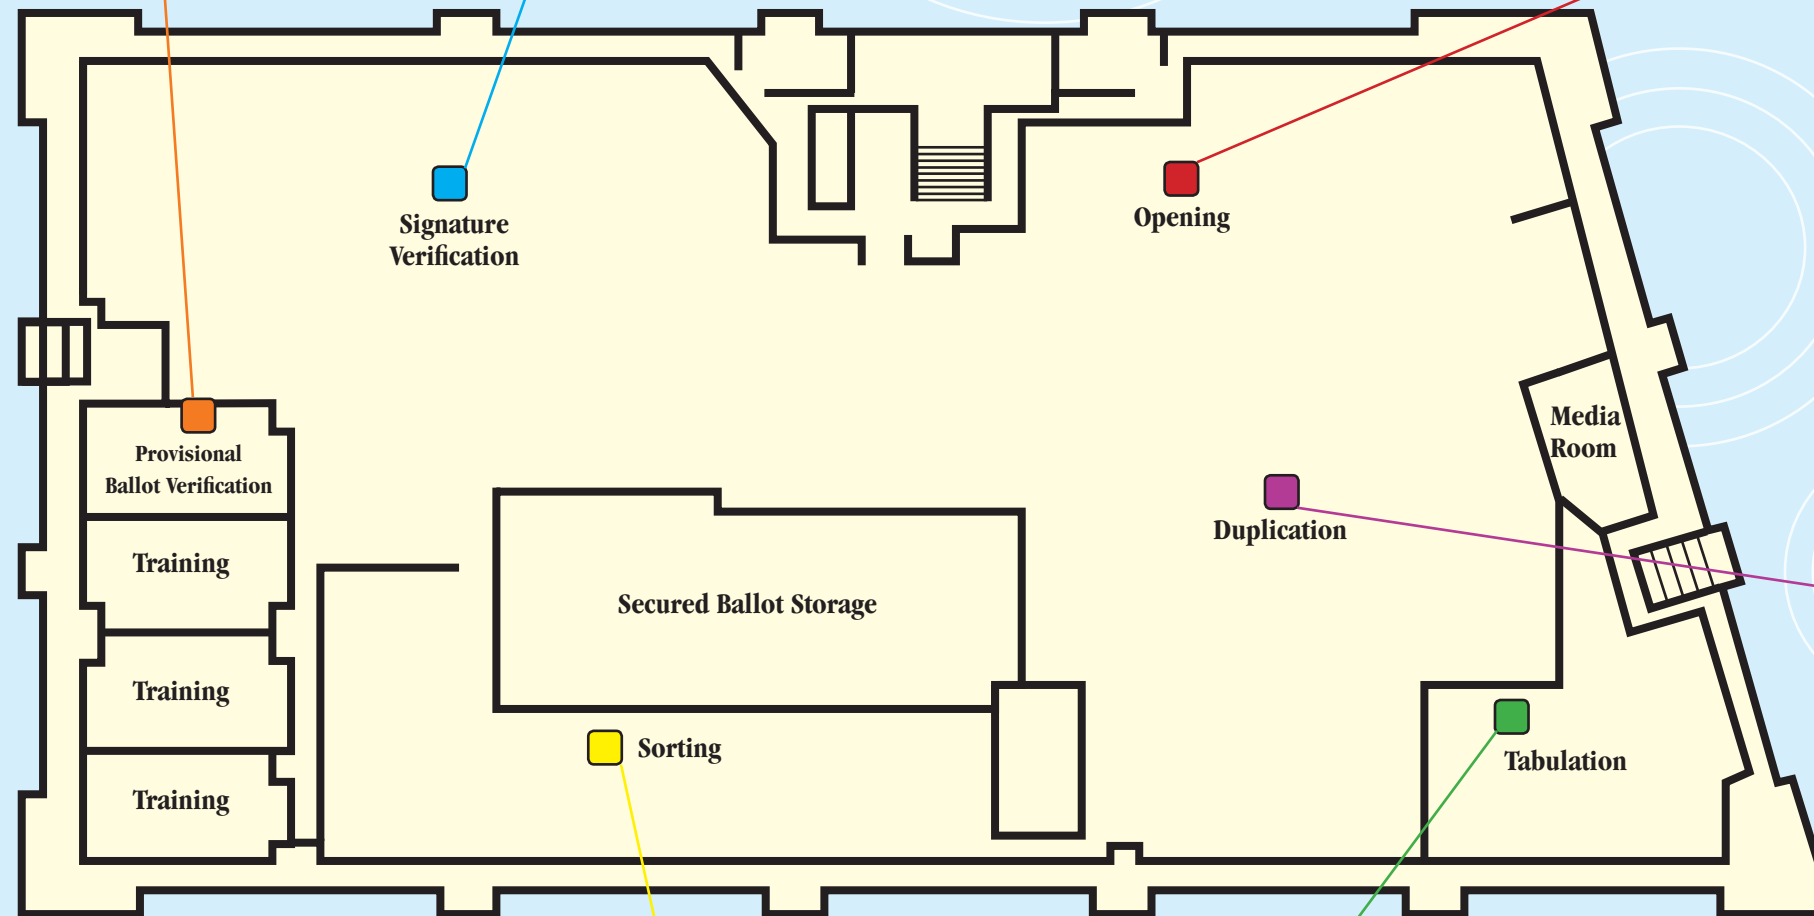 Signature
Verification
Opening
Provisional
Ballot Verification
Media
Room
Duplication
Training
Secured Ballot Storage
Training
Sorting
Tabulation
Training